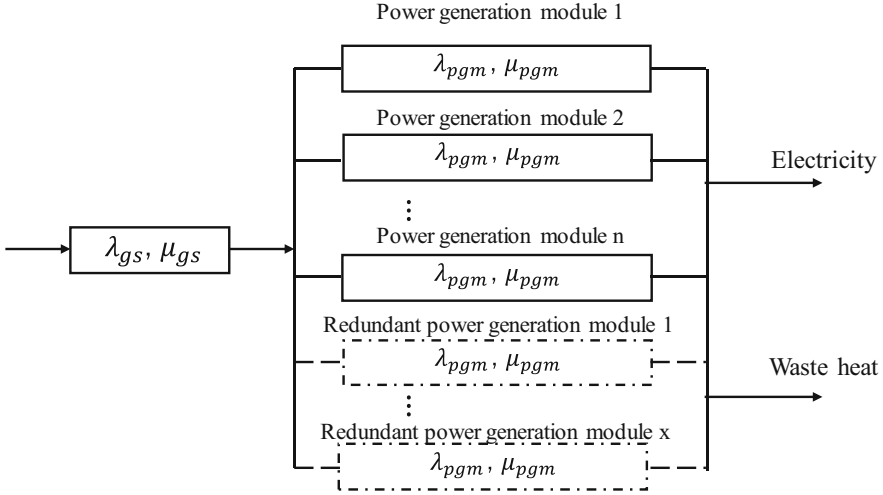 Power generation module 1
λ_pgm, μ_pgm
Power generation module 2
λ_pgm, μ_pgm
Electricity
⋮
Power generation module n
λ_gs, μ_gs
λ_pgm, μ_pgm
Redundant power generation module 1
λ_pgm, μ_pgm
Waste heat
⋮
Redundant power generation module x
λ_pgm, μ_pgm